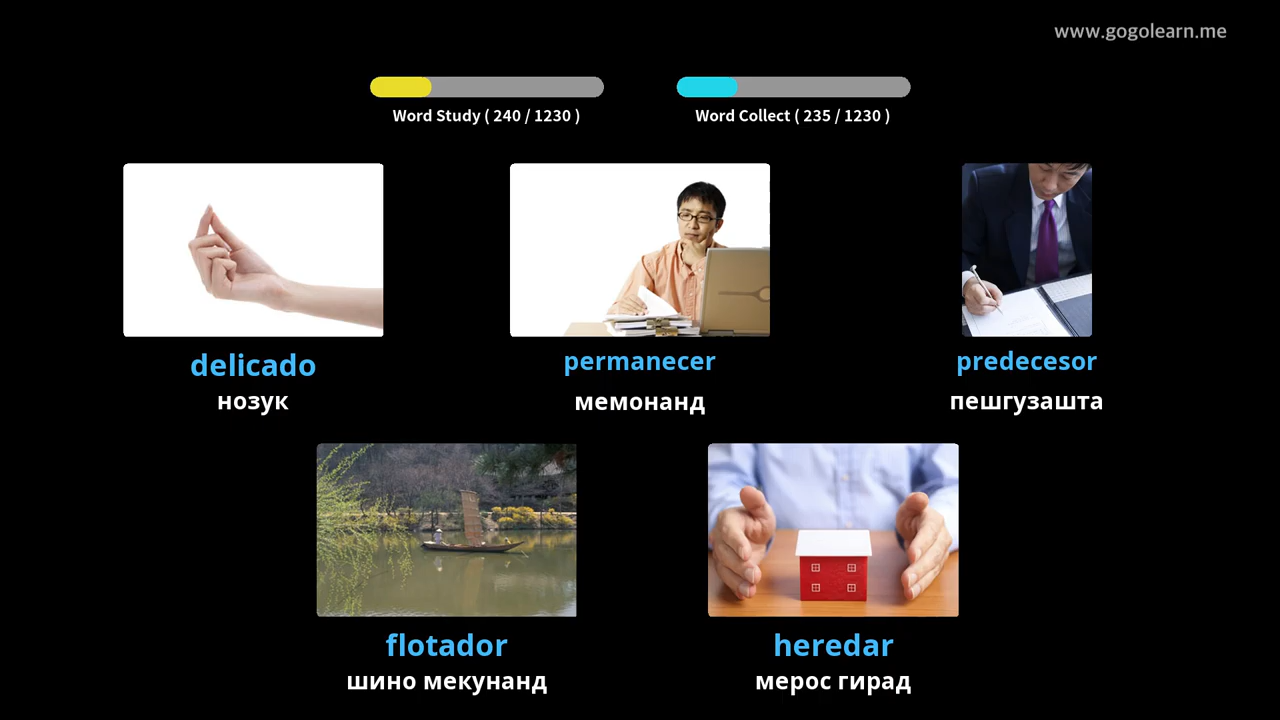 www.gogolearn.me
Word Study ( 240 / 1230 )
Word Collect ( 235 / 1230 )
delicado
нозук
permanecer
мемонанд
predecesor
пешгузашта
flotador
шино мекунанд
heredar
мерос гирад